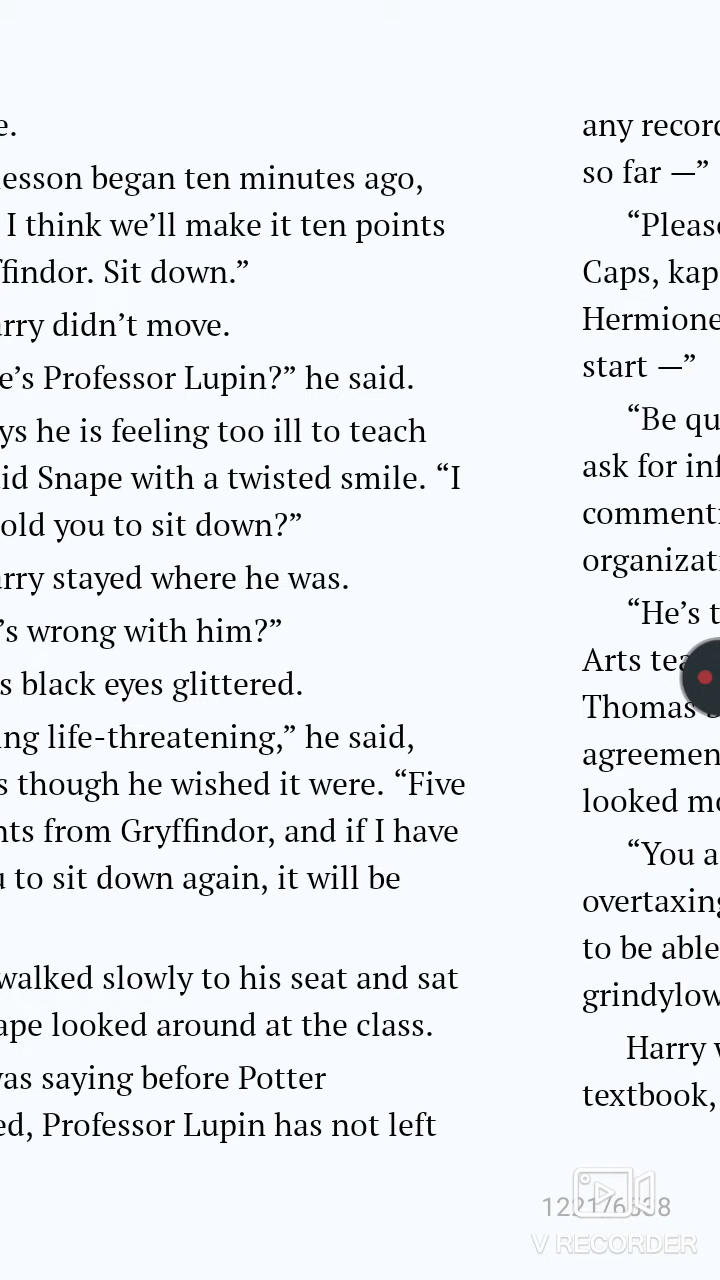 e.
esson began ten minutes ago,
I think we’ll make it ten points
ffindor. Sit down.”
arry didn’t move.
e’s Professor Lupin?” he said.
ys he is feeling too ill to teach
id Snape with a twisted smile. “I
old you to sit down?”
arry stayed where he was.
’s wrong with him?”
s black eyes glittered.
ing life-threatening,” he said,
s though he wished it were. “Five
nts from Gryffindor, and if I have
u to sit down again, it will be
walked slowly to his seat and sat
ape looked around at the class.
was saying before Potter
ed, Professor Lupin has not left
any record
so far —”
“Please
Caps, kap
Hermione
start —”
“Be qu
ask for inf
commenti
organizati
“He’s t
Arts tea
Thomas
agreemen
looked mo
“You a
overtaxing
to be able
grindylow
Harry w
textbook,
V RECORDER